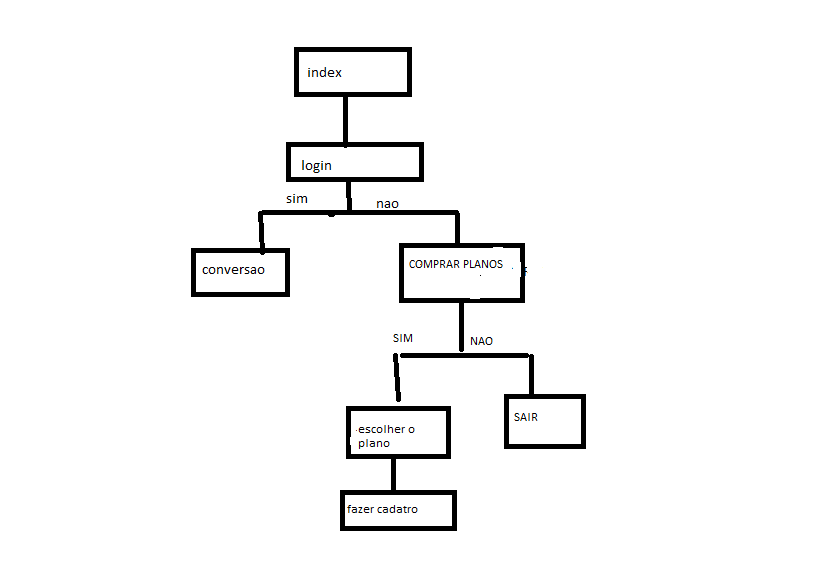 index
login
sim
nao
conversao
COMPRAR PLANOS
SIM
NAO
escolher o
plano
SAIR
fazer cadatro